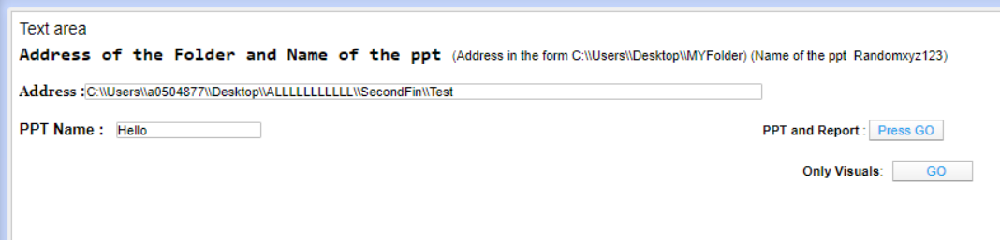 Text area
Address of the Folder and Name of the ppt (Address in the form C:\\Users\\Desktop\\MYFolder) (Name of the ppt Randomxyz123)
Address :C:\\Users\\a0504877\\Desktop\\ALLLLLLLLLLL\\SecondFin\\Test
PPT Name : Hello PPT and Report : Press GO
Only Visuals: GO